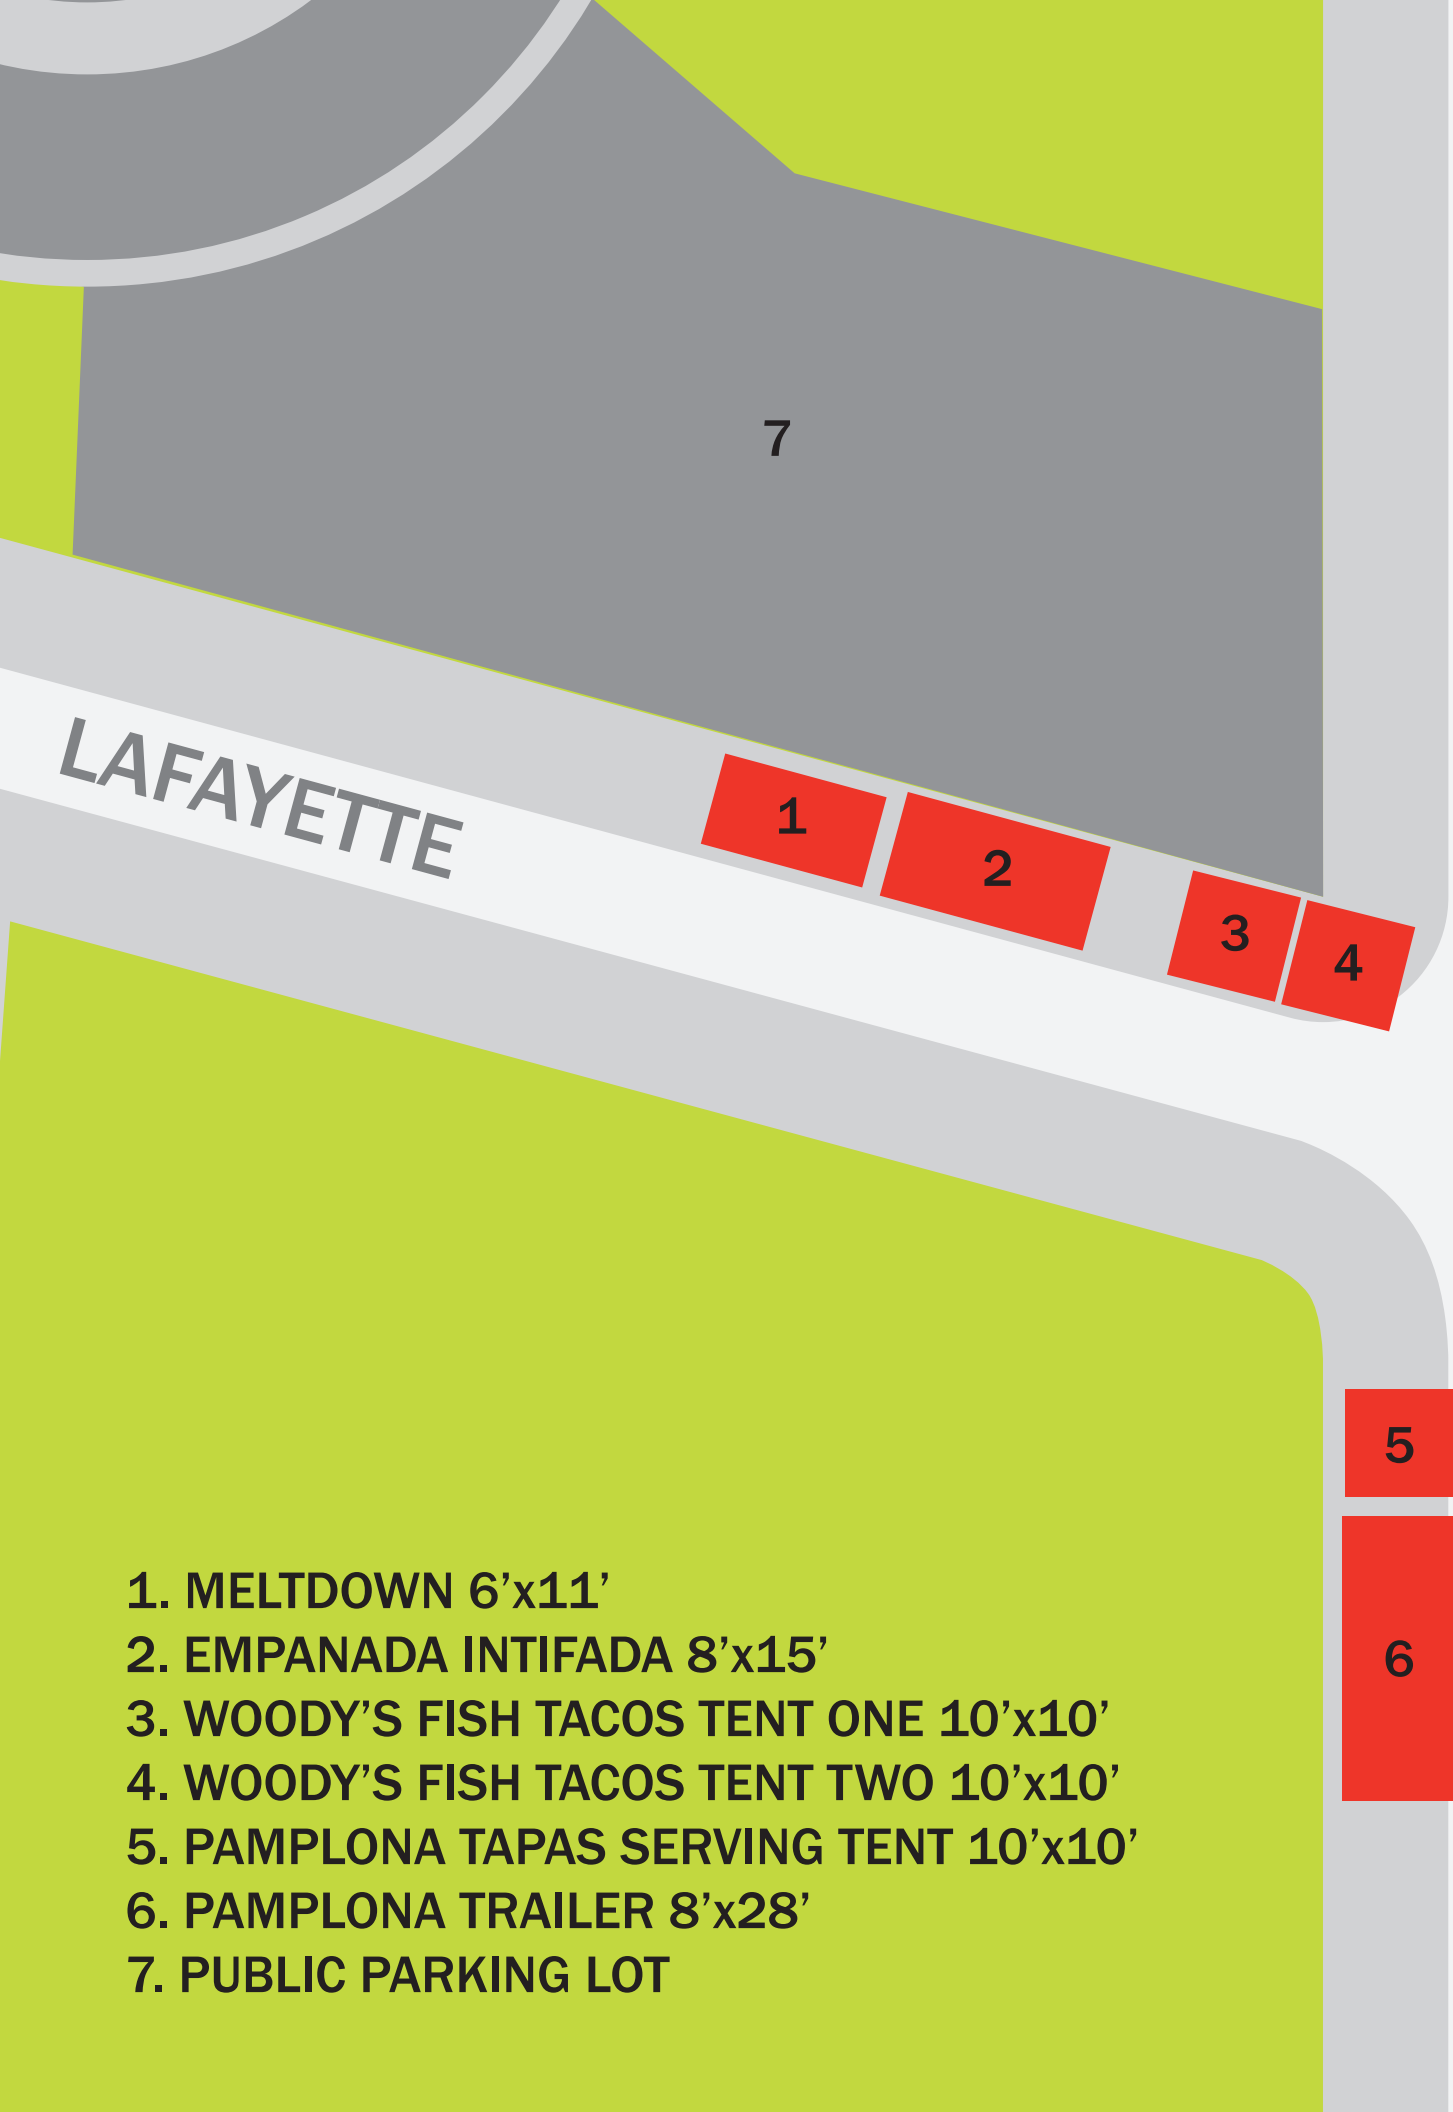 7
LAFAYETTE
1
2
3
4
5
6
1. MELTDOWN 6’x11’
2. EMPANADA INTIFADA 8’x15’
3. WOODY’S FISH TACOS TENT ONE 10’x10’
4. WOODY’S FISH TACOS TENT TWO 10’x10’
5. PAMPLONA TAPAS SERVING TENT 10’x10’
6. PAMPLONA TRAILER 8’x28’
7. PUBLIC PARKING LOT